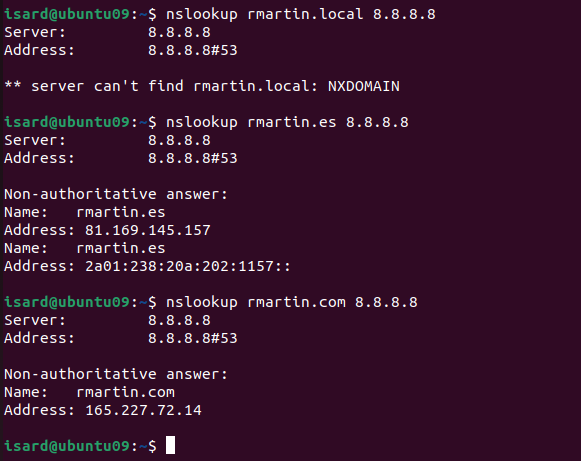 isard@ubuntu09:~$ nslookup rmartin.local 8.8.8.8
Server:         8.8.8.8
Address:        8.8.8.8#53

** server can't find rmartin.local: NXDOMAIN

isard@ubuntu09:~$ nslookup rmartin.es 8.8.8.8
Server:         8.8.8.8
Address:        8.8.8.8#53

Non-authoritative answer:
Name:   rmartin.es
Address: 81.169.145.157
Name:   rmartin.es
Address: 2a01:238:20a:202:1157::

isard@ubuntu09:~$ nslookup rmartin.com 8.8.8.8
Server:         8.8.8.8
Address:        8.8.8.8#53

Non-authoritative answer:
Name:   rmartin.com
Address: 165.227.72.14

isard@ubuntu09:~$